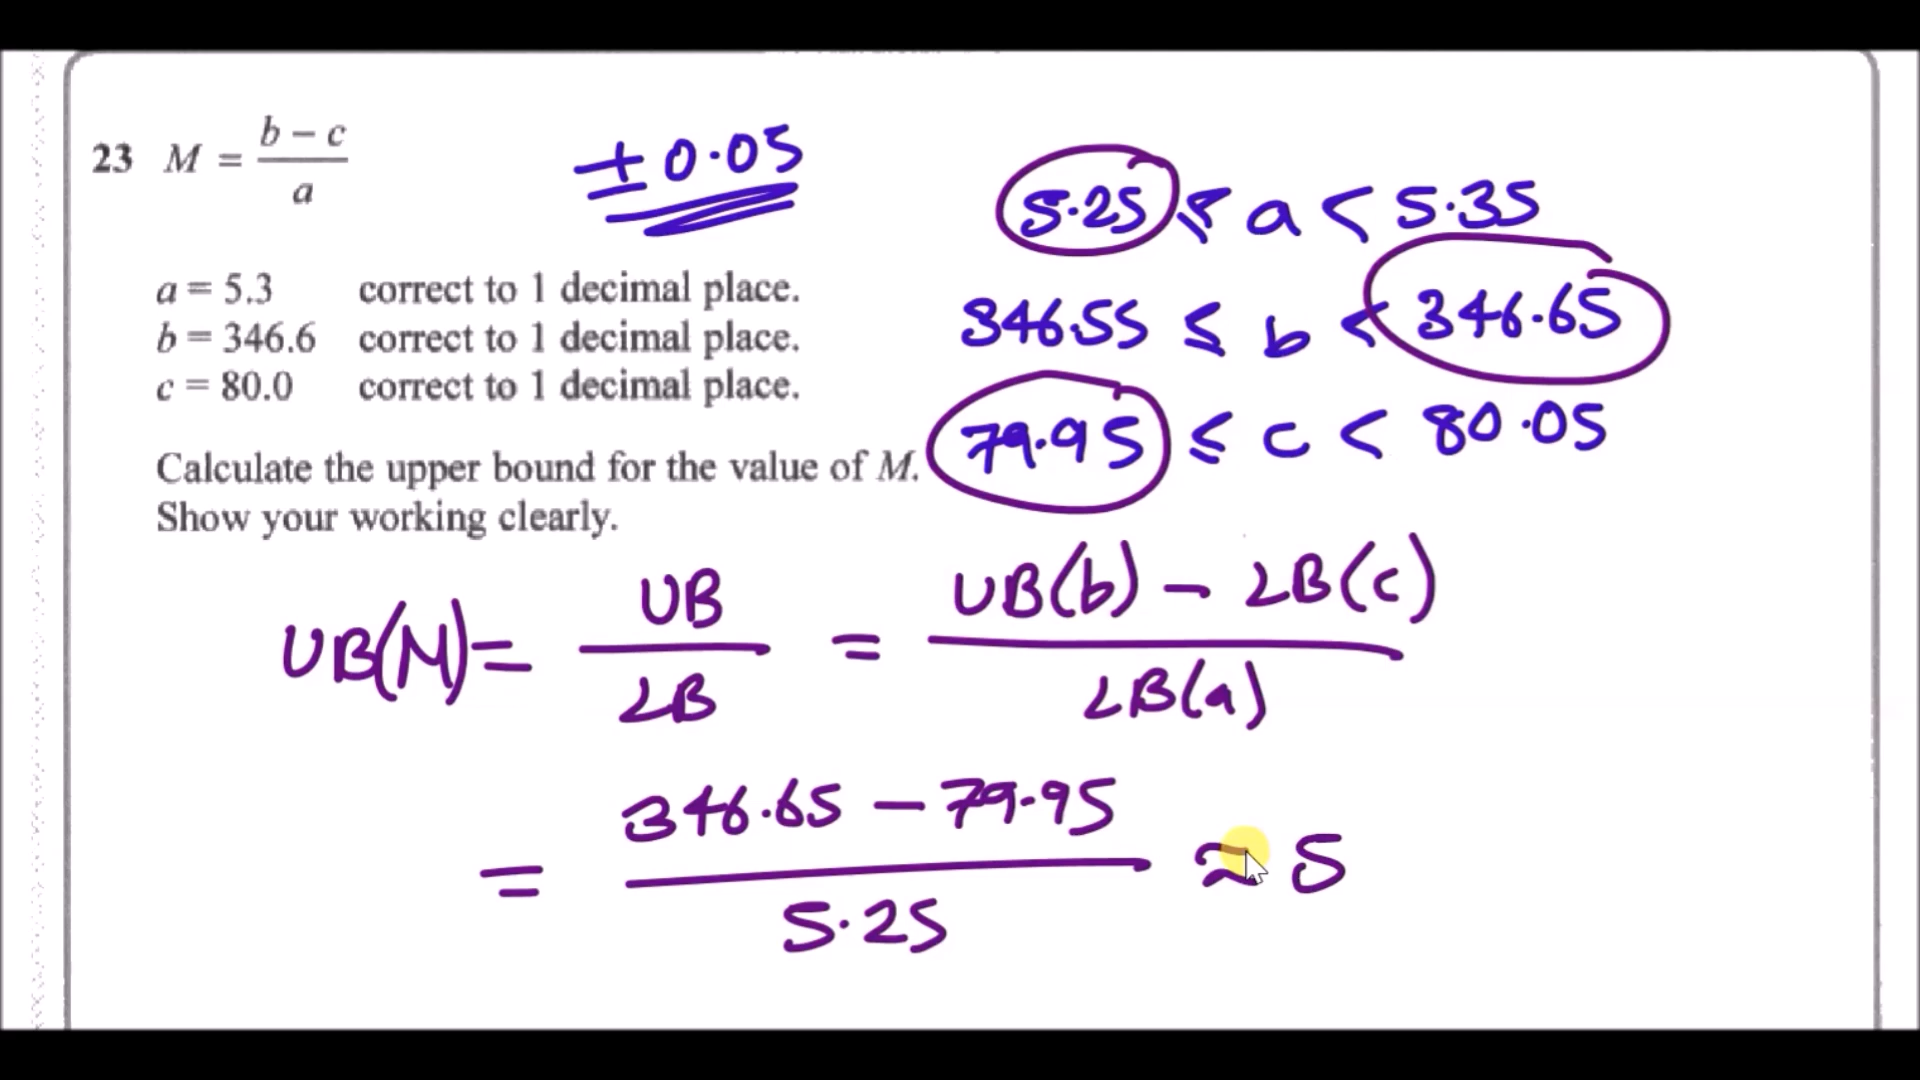 23 M = (b − c)/a
± 0.05
5.25 ≤ a < 5.35
a = 5.3 correct to 1 decimal place.
346.55 ≤ b < 346.65
b = 346.6 correct to 1 decimal place.
c = 80.0 correct to 1 decimal place.
79.95 ≤ c < 80.05
Calculate the upper bound for the value of M.
Show your working clearly.
UB(M) = UB/LB = (UB(b) − LB(c))/LB(a)
= (346.65 − 79.95)/5.25 ≈ 5